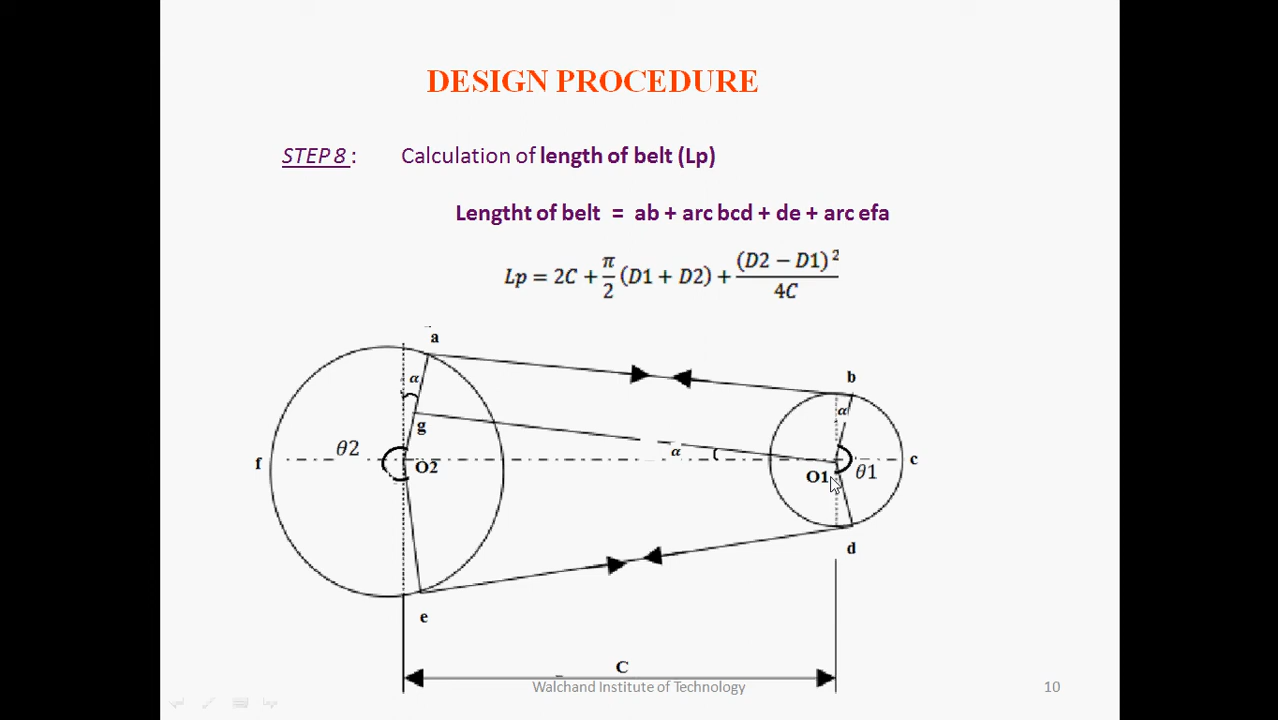 DESIGN PROCEDURE
STEP 8 : Calculation of length of belt (Lp)
Lengtht of belt = ab + arc bcd + de + arc efa
Lp = 2C + π/2 (D1 + D2) + (D2 − D1)²/4C
a
b
α
α
g
f
θ2
O2
α
O1
θ1
c
d
e
C
Walchand Institute of Technology
10